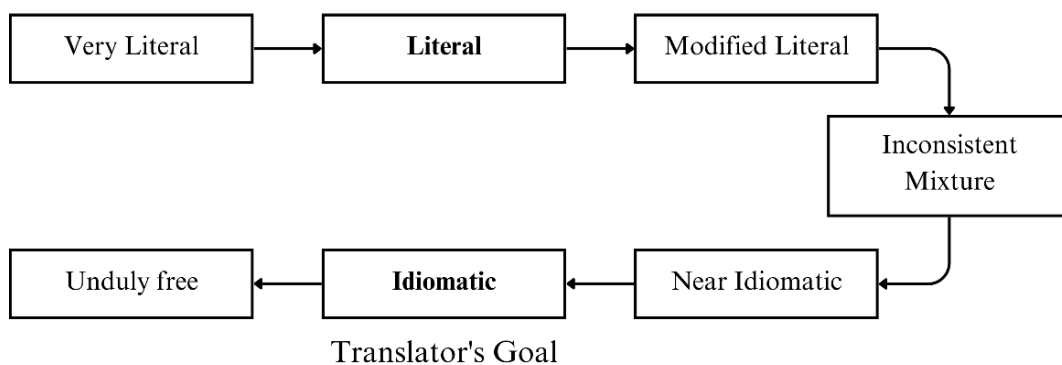 Very Literal
Literal
Modified Literal
Inconsistent
Mixture
Near Idiomatic
Idiomatic
Unduly free
Translator's Goal